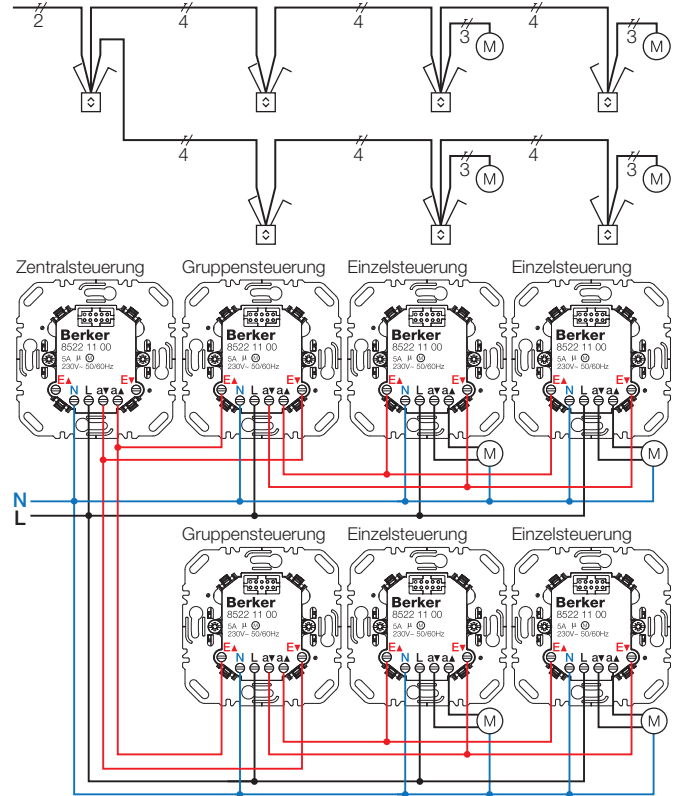 2 4 4 3 M 4 3 M
4 4 3 M 4 3 M
Zentralsteuerung Gruppensteuerung Einzelsteuerung Einzelsteuerung
Berker Berker Berker Berker
8522 11 00 8522 11 00 8522 11 00 8522 11 00
5A µ M 5A µ M 5A µ M 5A µ M
230V~ 50/60Hz 230V~ 50/60Hz 230V~ 50/60Hz 230V~ 50/60Hz
E▲ N L a▼ a▲ E▼ E▲ N L a▼ a▲ E▼ E▲ N L a▼ a▲ E▼ E▲ N L a▼ a▲ E▼
M M
N
L
Gruppensteuerung Einzelsteuerung Einzelsteuerung
Berker Berker Berker
8522 11 00 8522 11 00 8522 11 00
5A µ M 5A µ M 5A µ M
230V~ 50/60Hz 230V~ 50/60Hz 230V~ 50/60Hz
E▲ N L a▼ a▲ E▼ E▲ N L a▼ a▲ E▼ E▲ N L a▼ a▲ E▼
M M